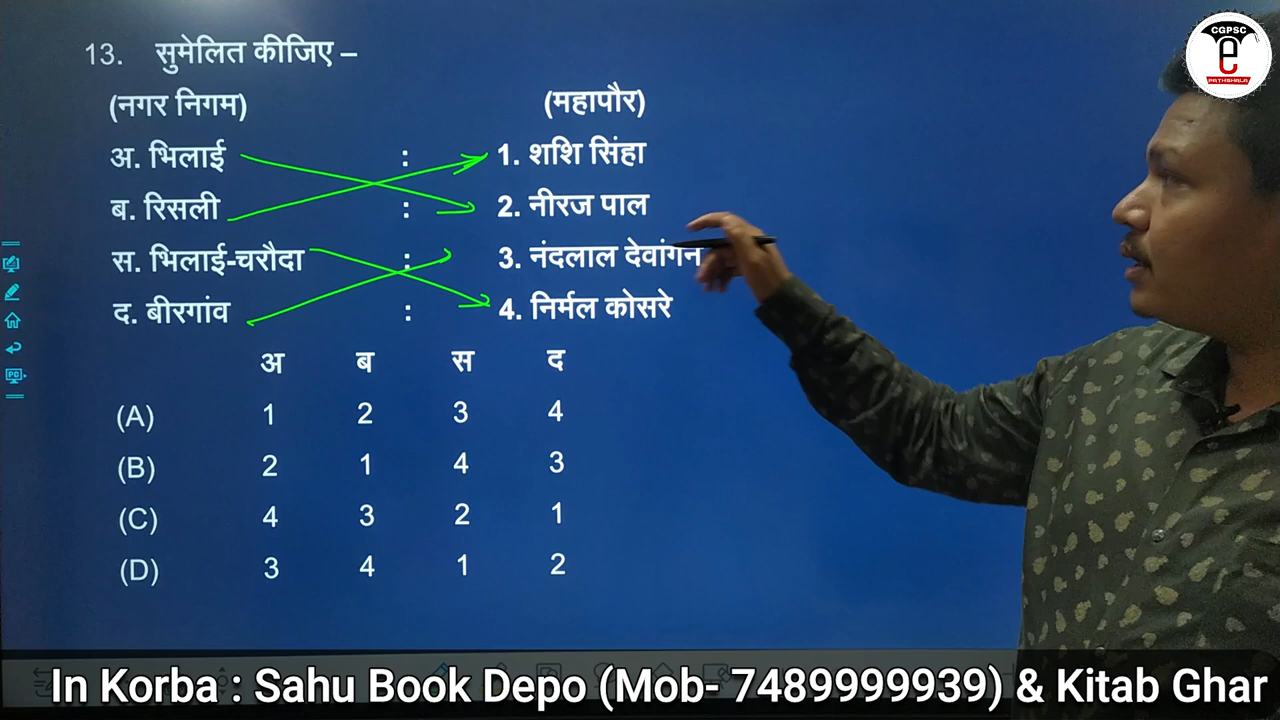 13. सुमेलित कीजिए –
(नगर निगम) (महापौर)
अ. भिलाई : 1. शशि सिंहा
ब. रिसली : 2. नीरज पाल
स. भिलाई-चरौदा : 3. नंदलाल देवांगन
द. बीरगांव : 4. निर्मल कोसरे
अ ब स द
(A) 1 2 3 4
(B) 2 1 4 3
(C) 4 3 2 1
(D) 3 4 1 2
CGPSC
e
PATHSHALA
In Korba : Sahu Book Depo (Mob- 7489999939) & Kitab Ghar